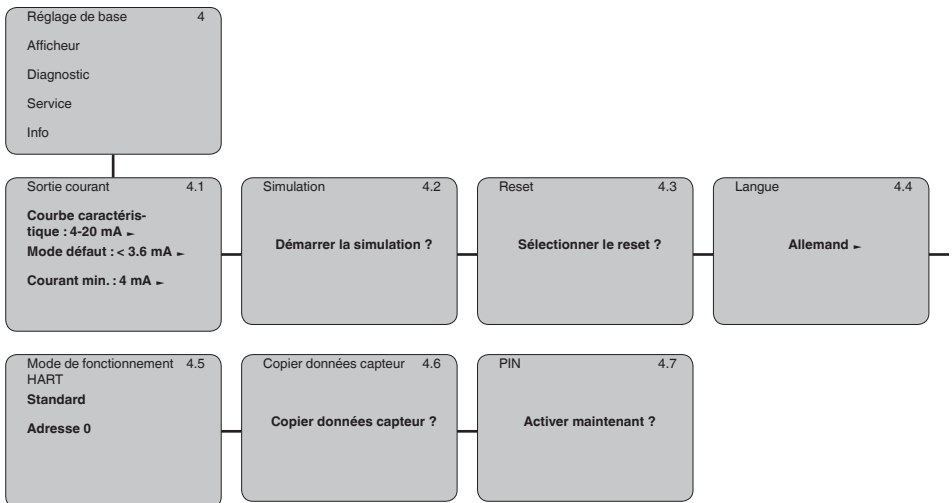 Réglage de base 4
Afficheur
Diagnostic
Service
Info
Sortie courant 4.1
Courbe caractéris-
tique : 4-20 mA ►
Mode défaut : < 3.6 mA ►
Courant min. : 4 mA ►
Simulation 4.2
Démarrer la simulation ?
Reset 4.3
Sélectionner le reset ?
Langue 4.4
Allemand ►
Mode de fonctionnement 4.5
HART
Standard
Adresse 0
Copier données capteur 4.6
Copier données capteur ?
PIN 4.7
Activer maintenant ?